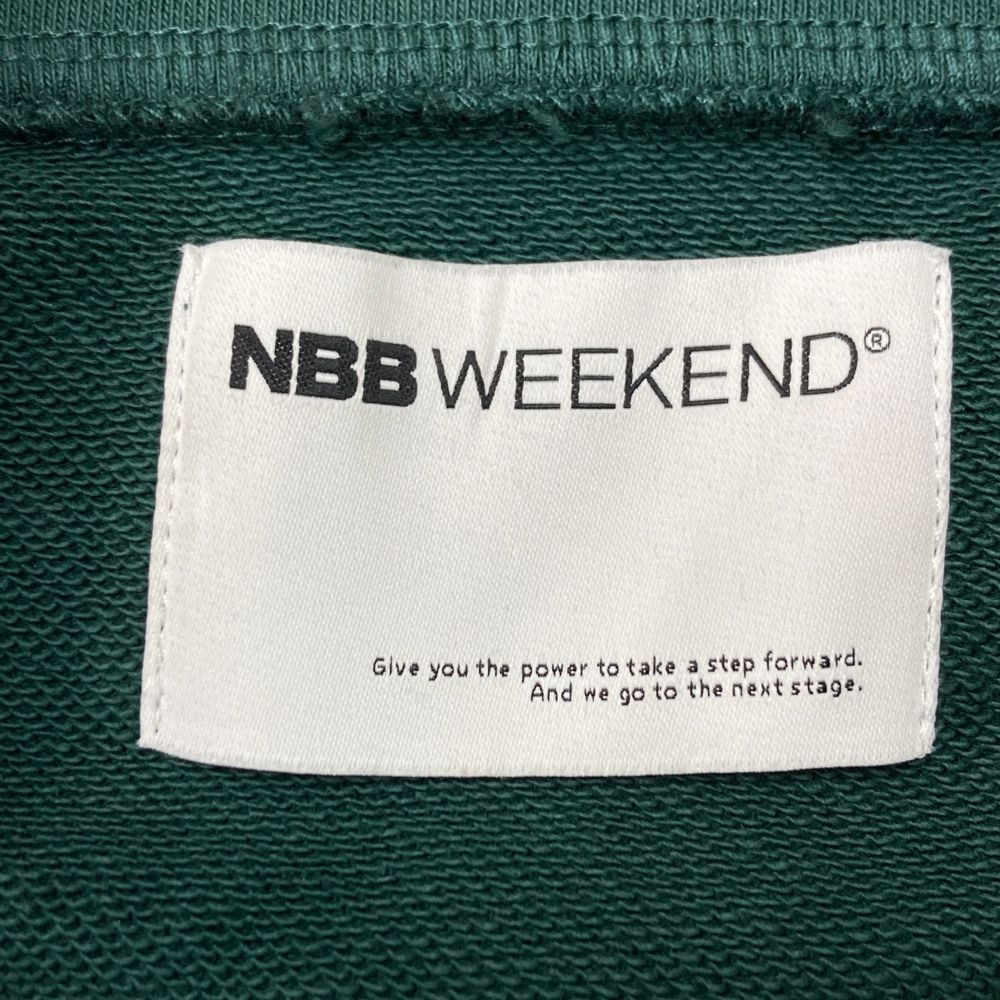 NBB WEEKEND®
Give you the power to take a step forward.
And we go to the next stage.